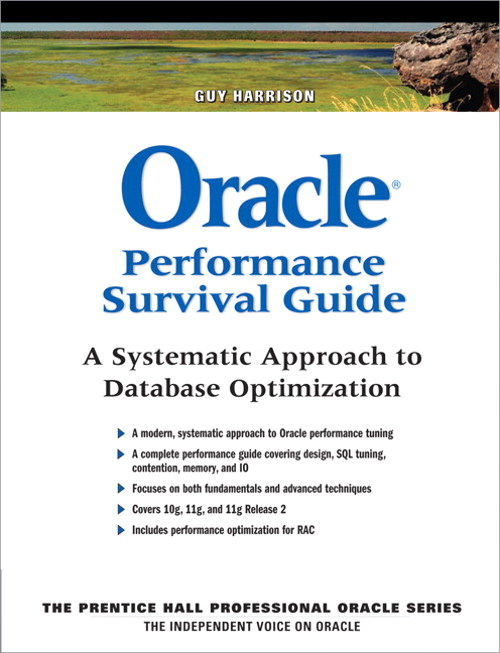 GUY HARRISON
Oracle®
Performance
Survival Guide
A Systematic Approach to
Database Optimization
A modern, systematic approach to Oracle performance tuning
A complete performance guide covering design, SQL tuning,
contention, memory, and IO
Focuses on both fundamentals and advanced techniques
Covers 10g, 11g, and 11g Release 2
Includes performance optimization for RAC
THE PRENTICE HALL PROFESSIONAL ORACLE SERIES
THE INDEPENDENT VOICE ON ORACLE